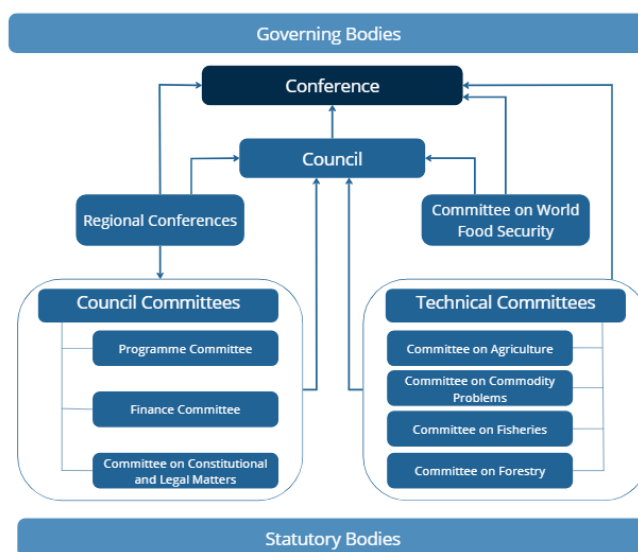 Governing Bodies
Conference
Council
Regional Conferences
Committee on World
Food Security
Council Committees
Programme Committee
Finance Committee
Committee on Constitutional
and Legal Matters
Technical Committees
Committee on Agriculture
Committee on Commodity
Problems
Committee on Fisheries
Committee on Forestry
Statutory Bodies